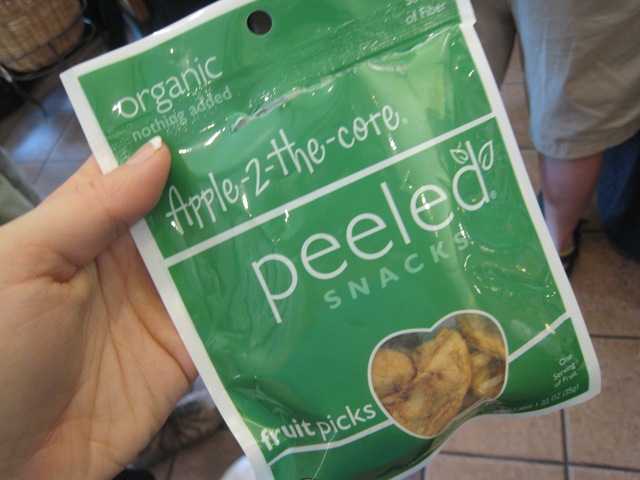 of Fiber
organic
nothing added
Apple-2-the-core.®
peeled®
SNACKS.
fruit picks
One
Serving
of Fruit